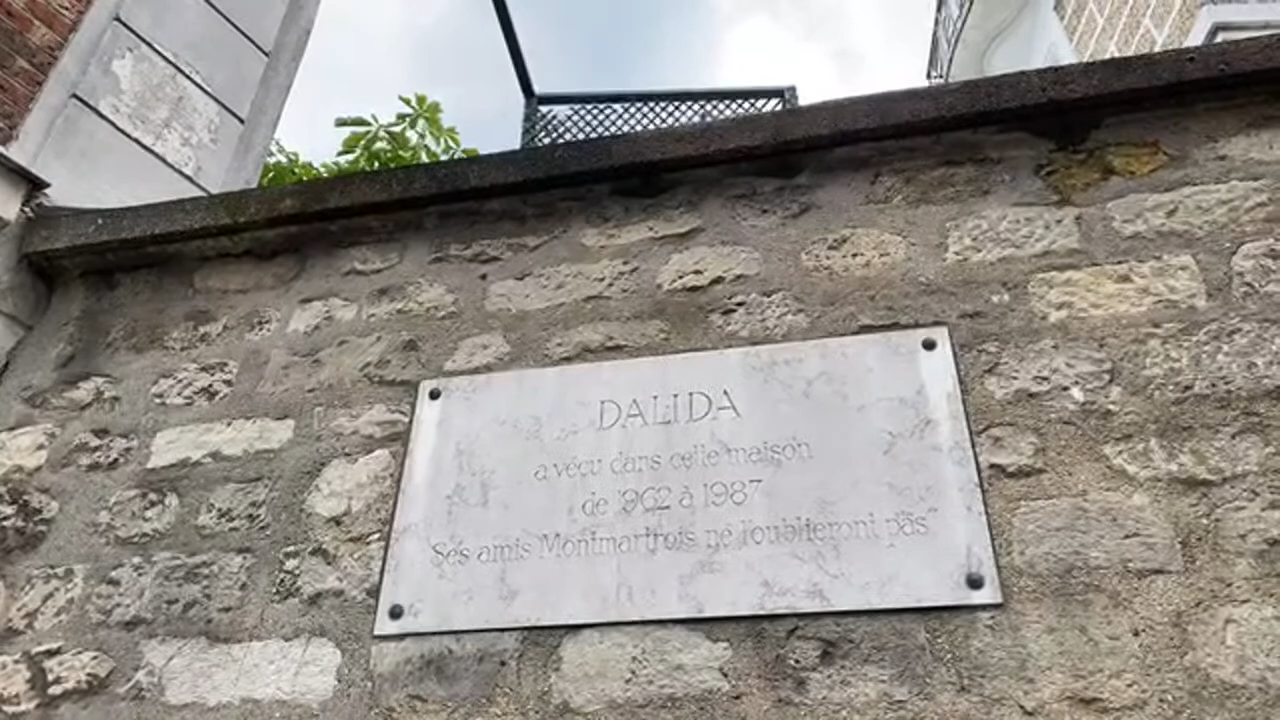 DALIDA
a vécu dans cette maison
de 1962 à 1987
Ses amis Montmartrois ne l'oublieront pas